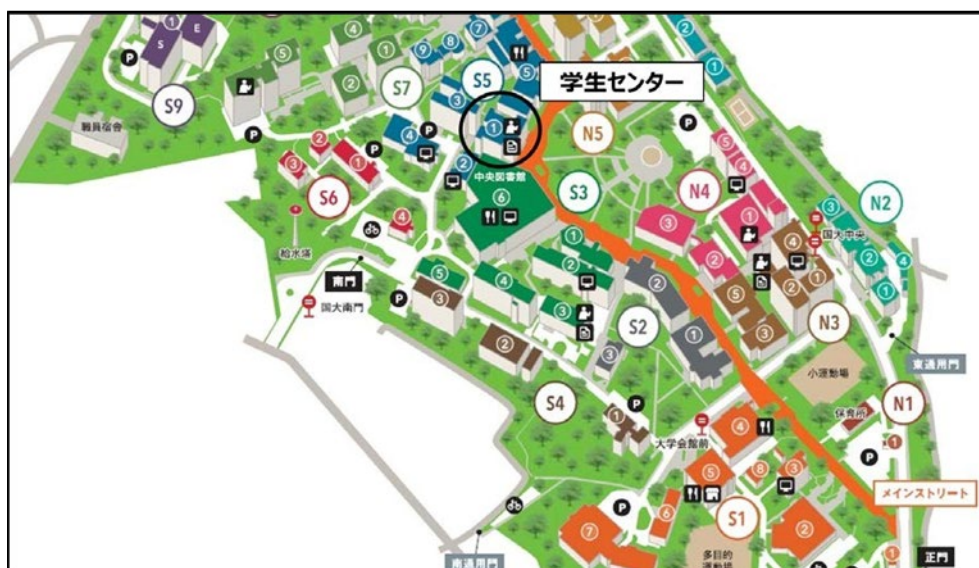 学生センター
S9
S7
S5
N5
N4
N2
S6
S3
S2
N3
S4
N1
S1
S
E
職員宿舎
中央図書館
給水塔
南門
国大南門
国大中央
東通用門
小運動場
保育所
大学会館前
メインストリート
多目的
運動場
南通用門
正門